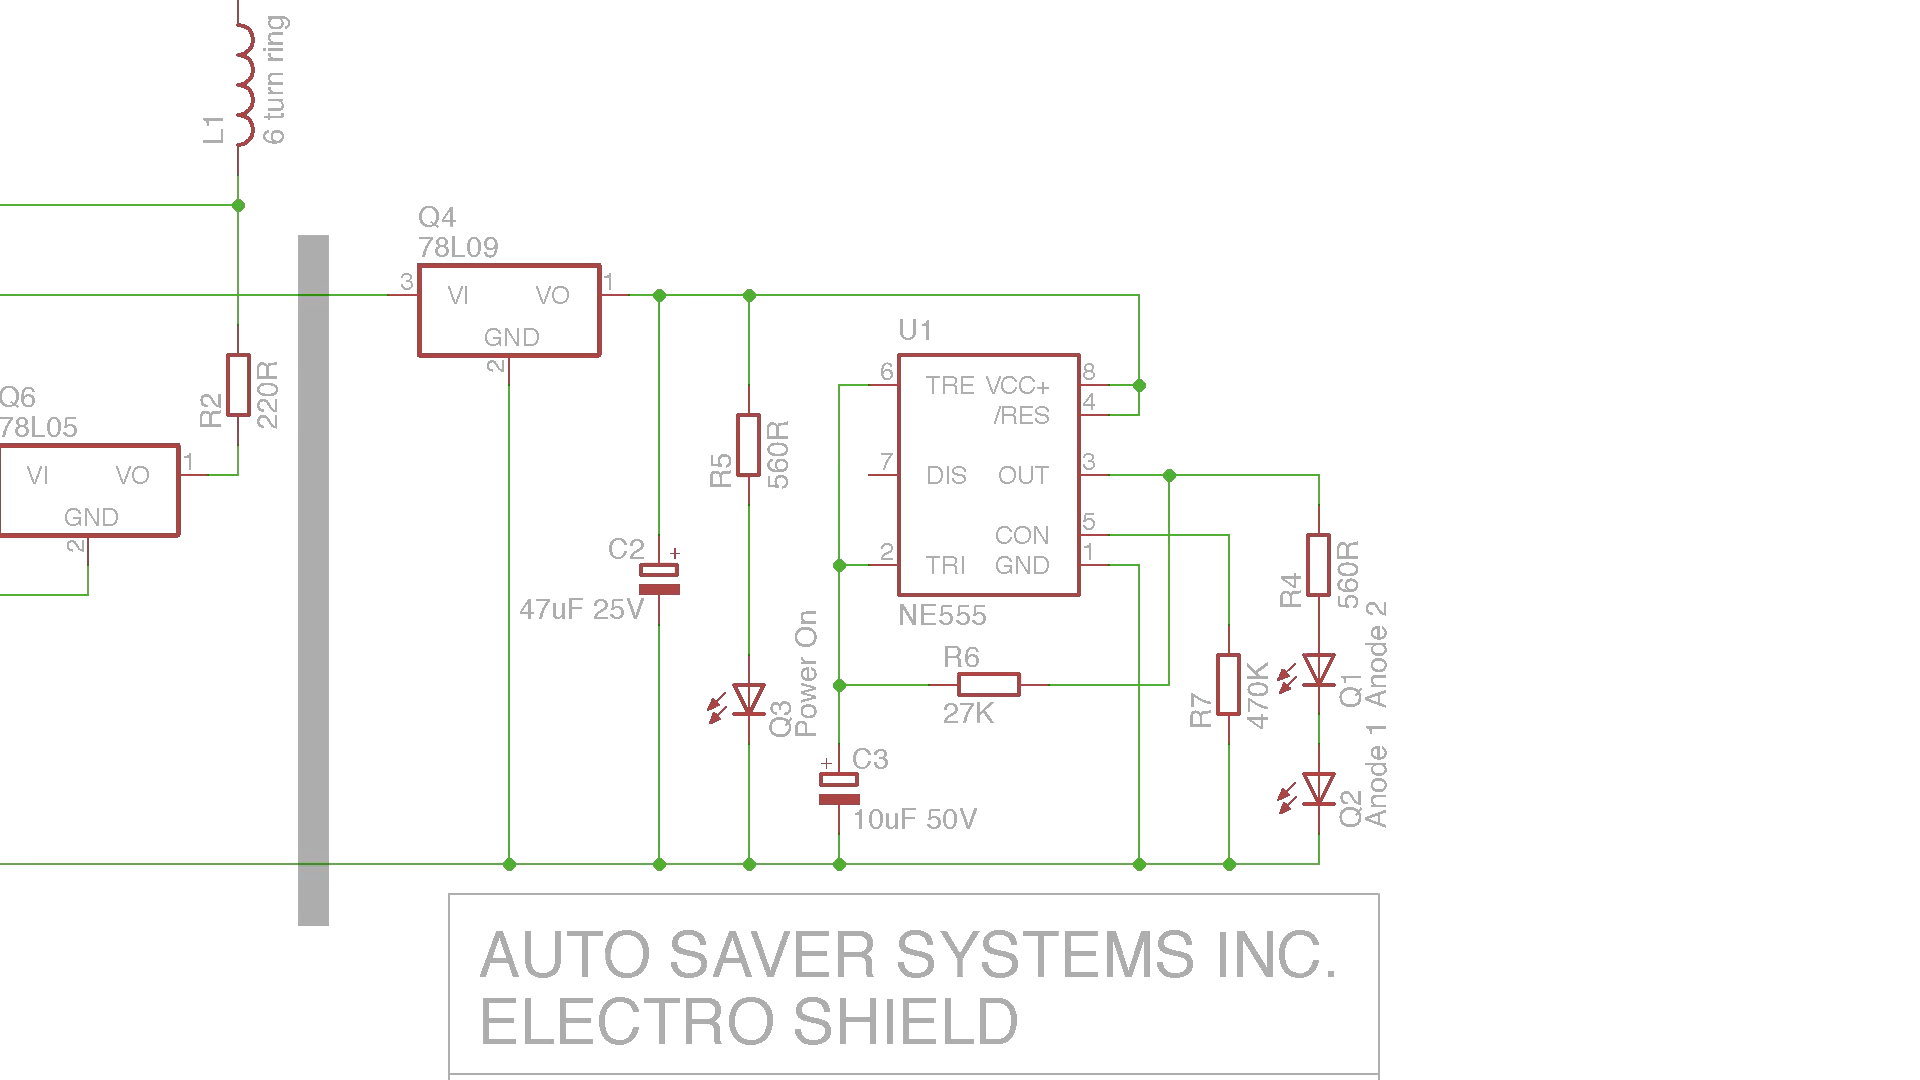 L1
6 turn ring
Q4
78L09
3
VI
VO
1
GND
2
Q6
78L05
VI
VO
1
GND
2
R2
220R
R5
560R
C2
+
47uF 25V
Q3
Power On
U1
6
TRE
VCC+
8
/RES
4
7
DIS
OUT
3
CON
5
2
TRI
GND
1
NE555
R6
27K
+
C3
10uF 50V
R7
470K
R4
560R
Q1
Anode 2
Q2
Anode 1
AUTO SAVER SYSTEMS INC.
ELECTRO SHIELD